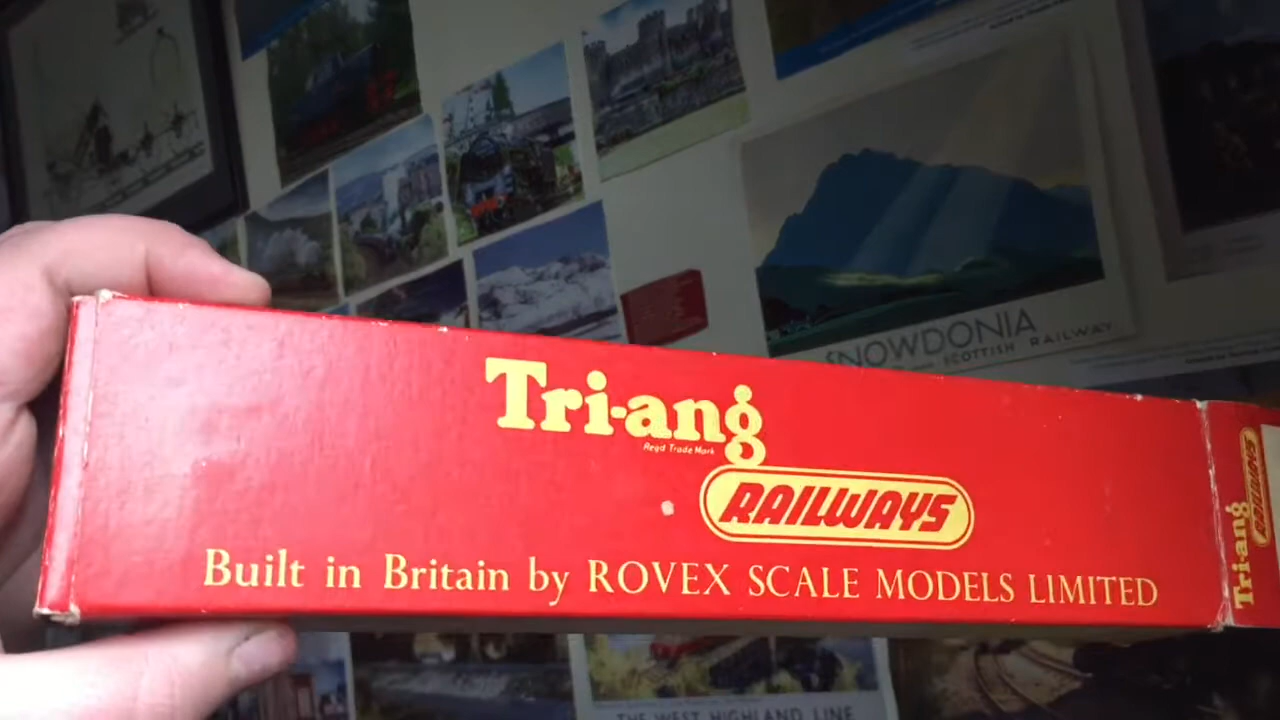 SNOWDONIA
SCOTTISH RAILWAY
Tri-ang
Regd Trade Mark
RAILWAYS
Built in Britain by ROVEX SCALE MODELS LIMITED
Tri-ang
RAILWAYS
THE WEST HIGHLAND LINE